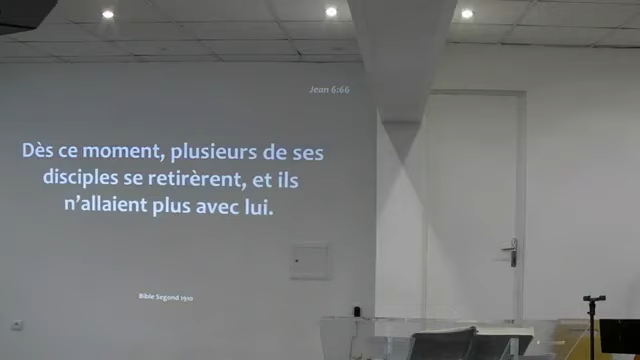 Jean 6:66
Dès ce moment, plusieurs de ses
disciples se retirèrent, et ils
n'allaient plus avec lui.
Bible Segond 1910